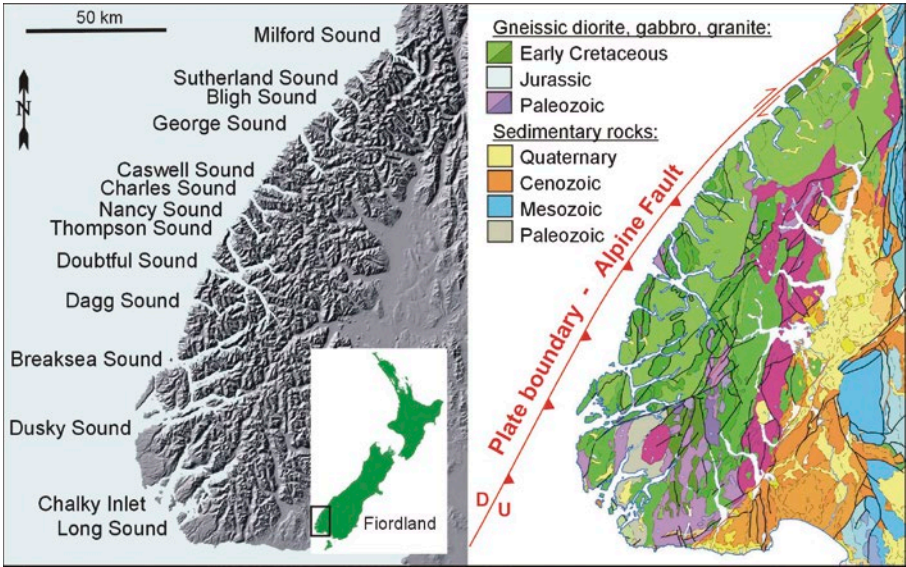 50 km
N
Milford Sound
Sutherland Sound
Bligh Sound
George Sound
Caswell Sound
Charles Sound
Nancy Sound
Thompson Sound
Doubtful Sound
Dagg Sound
Breaksea Sound
Dusky Sound
Chalky Inlet
Long Sound
Fiordland
Gneissic diorite, gabbro, granite:
Early Cretaceous
Jurassic
Paleozoic
Sedimentary rocks:
Quaternary
Cenozoic
Mesozoic
Paleozoic
Plate boundary - Alpine Fault
D U